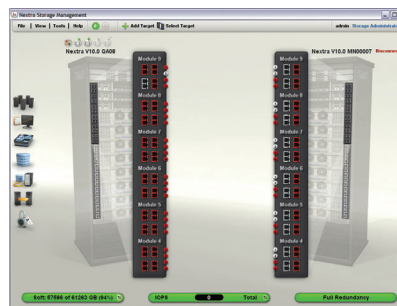 Nextra Storage Management
File View Tools Help Add Target Select Target admin Storage Administrator
Nextra V10.0 QA08
Nextra V10.0 MN00007
Module 9
Module 8
Module 7
Module 6
Module 5
Module 4
Module 9
Module 8
Module 7
Module 6
Module 5
Module 4
IOPS 0 Total
Full Redundancy